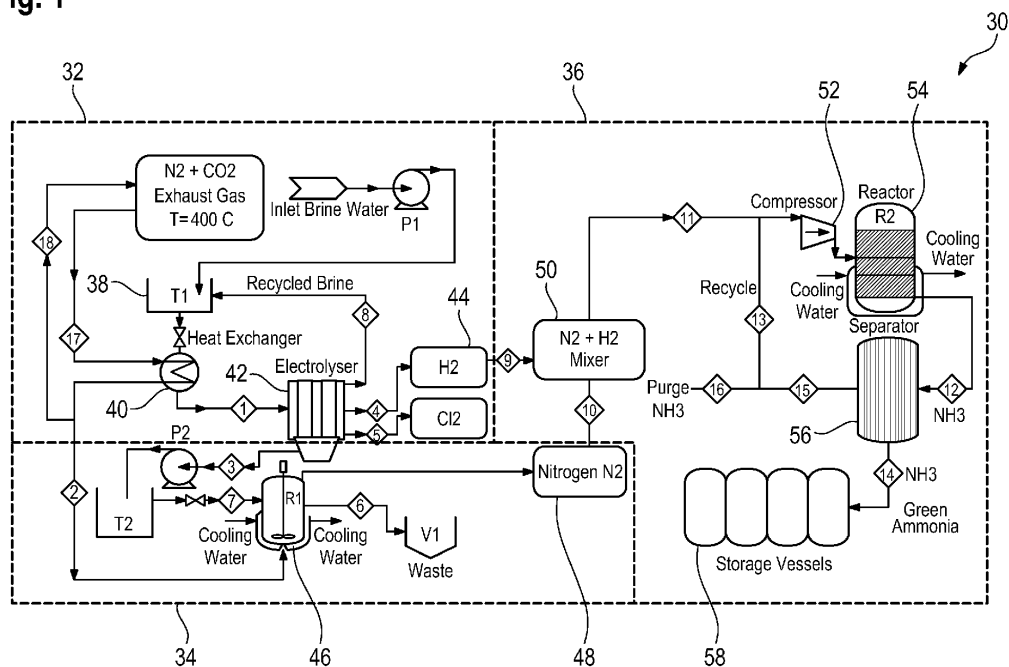 Fig. 1
30
32
36
52
54
N2 + CO2
Exhaust Gas
T= 400 C
Inlet Brine Water
P1
Compressor
Reactor
R2
11
18
Cooling
Water
38
T1
Recycled Brine
50
Recycle
Cooling
Water
44
8
Separator
17
Heat Exchanger
13
N2 + H2
Mixer
Electrolyser
42
H2
9
Purge
NH3
16
15
12
NH3
40
1
4
10
5
Cl2
56
P2
3
14
NH3
Nitrogen N2
2
7
R1
6
T2
Green
Ammonia
Cooling
Water
Cooling
Water
V1
Waste
Storage Vessels
34
46
48
58